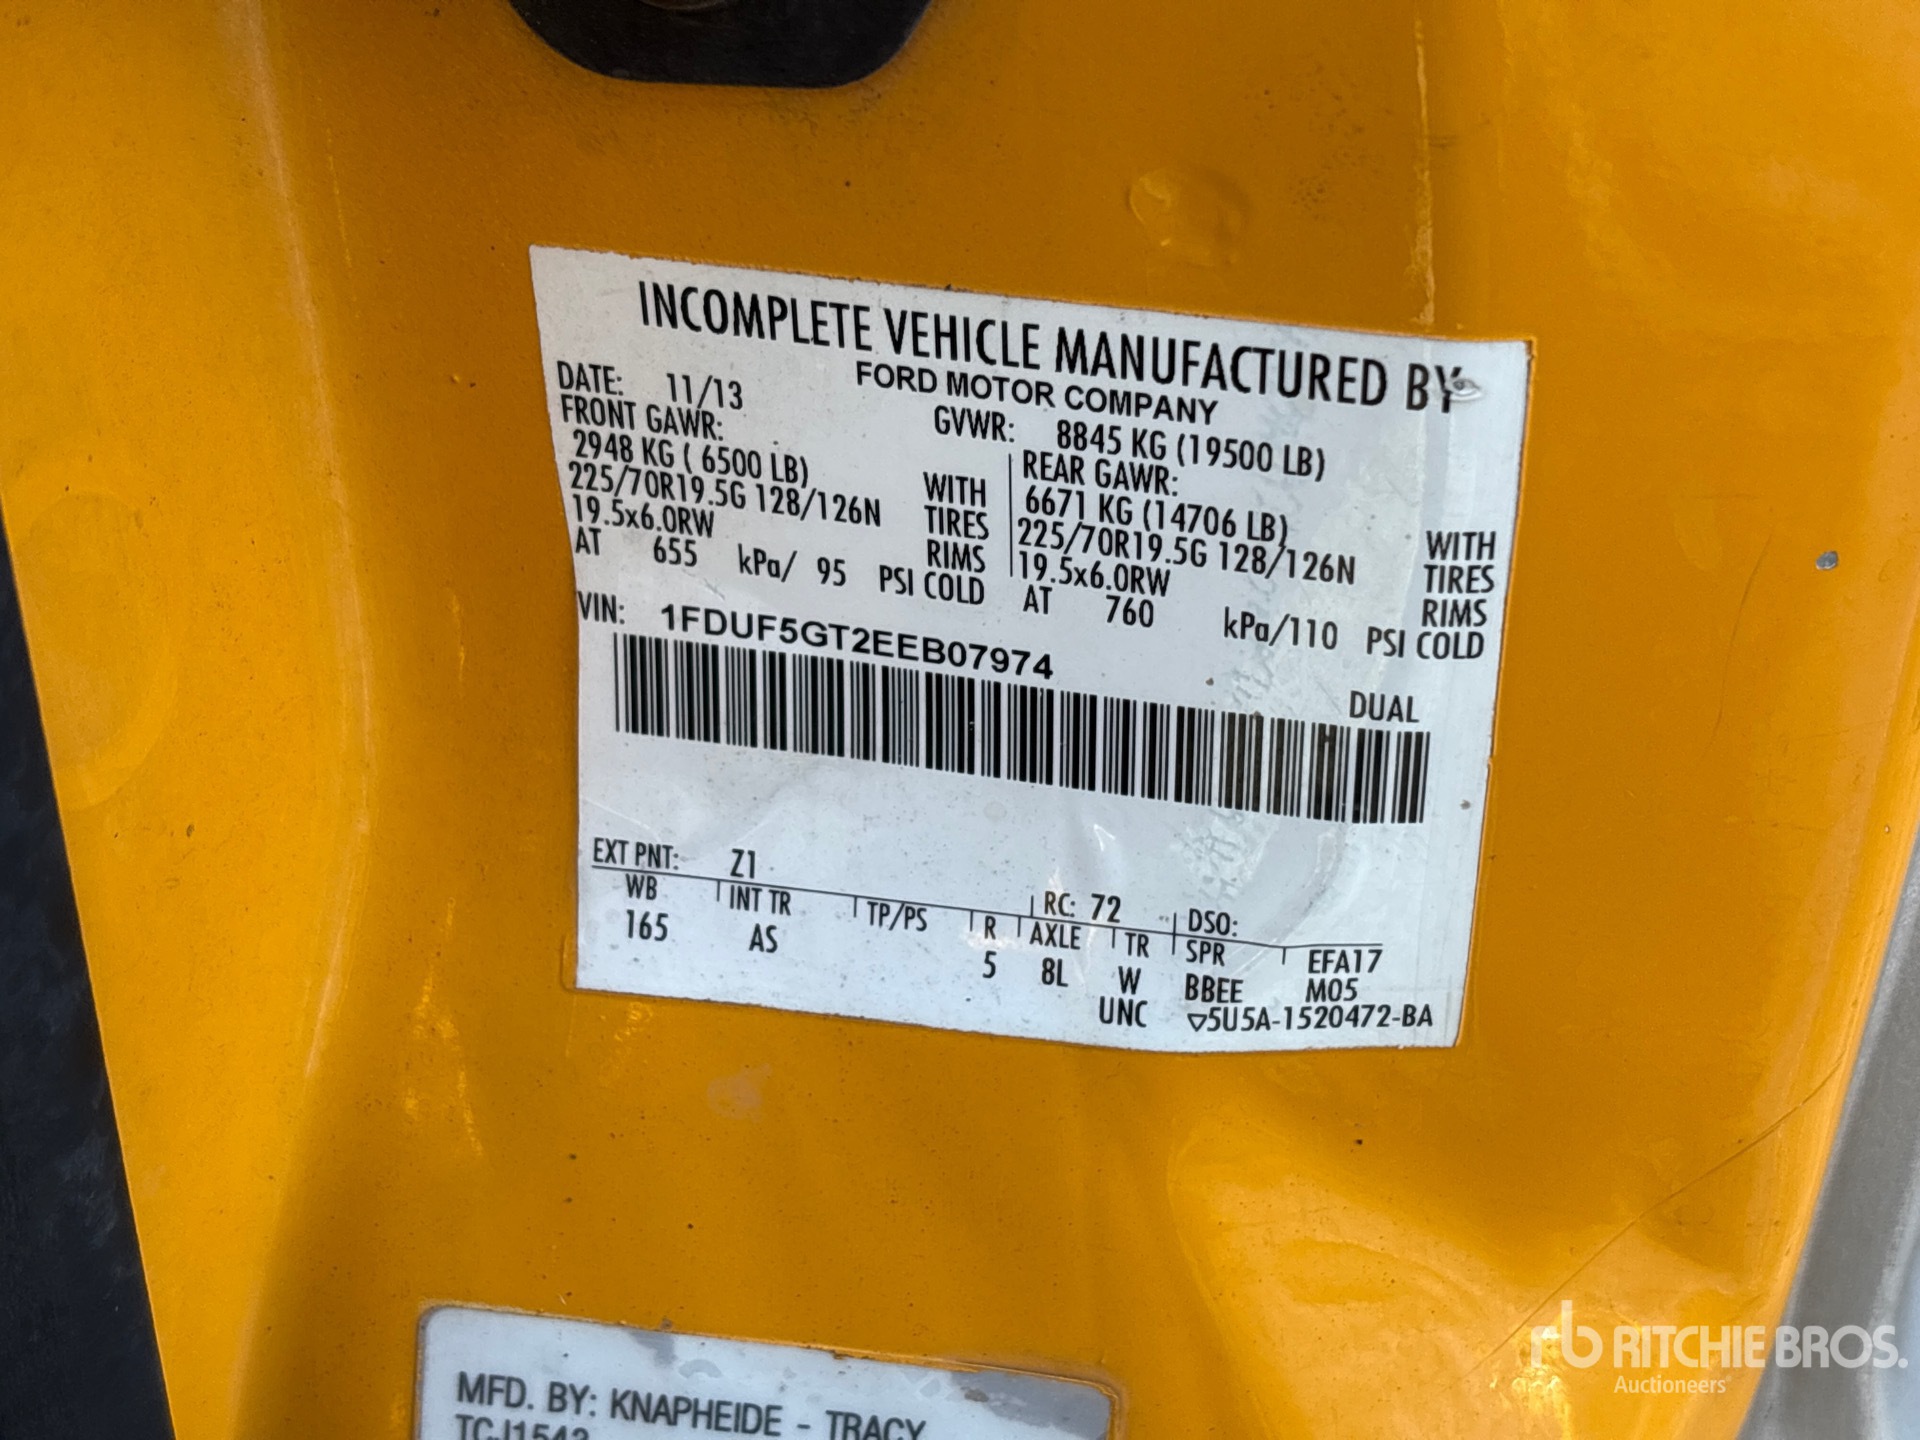 INCOMPLETE VEHICLE MANUFACTURED BY
FORD MOTOR COMPANY
DATE: 11/13
GVWR: 8845 KG (19500 LB)
FRONT GAWR:
2948 KG ( 6500 LB)
225/70R19.5G 128/126N
19.5x6.0RW
AT 655 kPa/ 95 PSI COLD
WITH
TIRES
RIMS
REAR GAWR:
6671 KG (14706 LB)
225/70R19.5G 128/126N
19.5x6.0RW
AT 760 kPa/110 PSI COLD
WITH
TIRES
RIMS
VIN: 1FDUF5GT2EEB07974
DUAL
EXT PNT: Z1 RC: 72 DSO:
WB INT TR TP/PS R AXLE TR SPR EFA17
165 AS 5 8L W BBEE M05
UNC ▽5U5A-1520472-BA
MFD. BY: KNAPHEIDE - TRACY
TCJ1542
rb RITCHIE BROS.
Auctioneers